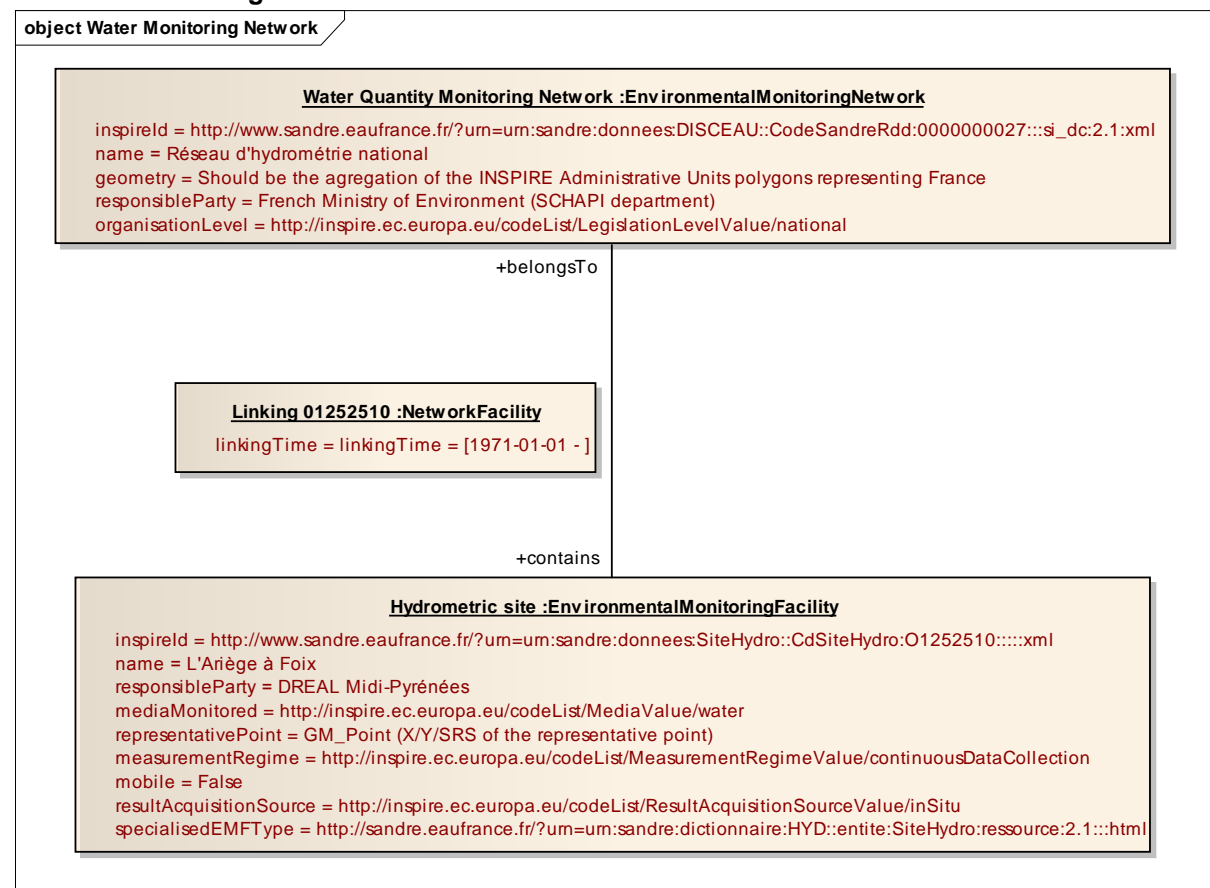 object Water Monitoring Network
Water Quantity Monitoring Network :EnvironmentalMonitoringNetwork
inspireId = http://www.sandre.eaufrance.fr/?urn=urn:sandre:donnees:DISCEAU::CodeSandreRdd:0000000027:::si_dc:2.1:xml
name = Réseau d'hydrométrie national
geometry = Should be the agregation of the INSPIRE Administrative Units polygons representing France
responsibleParty = French Ministry of Environment (SCHAPI department)
organisationLevel = http://inspire.ec.europa.eu/codeList/LegislationLevelValue/national
+belongsTo
Linking 01252510 :NetworkFacility
linkingTime = linkingTime = [1971-01-01 - ]
+contains
Hydrometric site :EnvironmentalMonitoringFacility
inspireId = http://www.sandre.eaufrance.fr/?urn=urn:sandre:donnees:SiteHydro::CdSiteHydro:O1252510:::::xml
name = L'Ariège à Foix
responsibleParty = DREAL Midi-Pyrénées
mediaMonitored = http://inspire.ec.europa.eu/codeList/MediaValue/water
representativePoint = GM_Point (X/Y/SRS of the representative point)
measurementRegime = http://inspire.ec.europa.eu/codeList/MeasurementRegimeValue/continuousDataCollection
mobile = False
resultAcquisitionSource = http://inspire.ec.europa.eu/codeList/ResultAcquisitionSourceValue/inSitu
specialisedEMFType = http://sandre.eaufrance.fr/?urn=urn:sandre:dictionnaire:HYD::entite:SiteHydro:ressource:2.1:::html